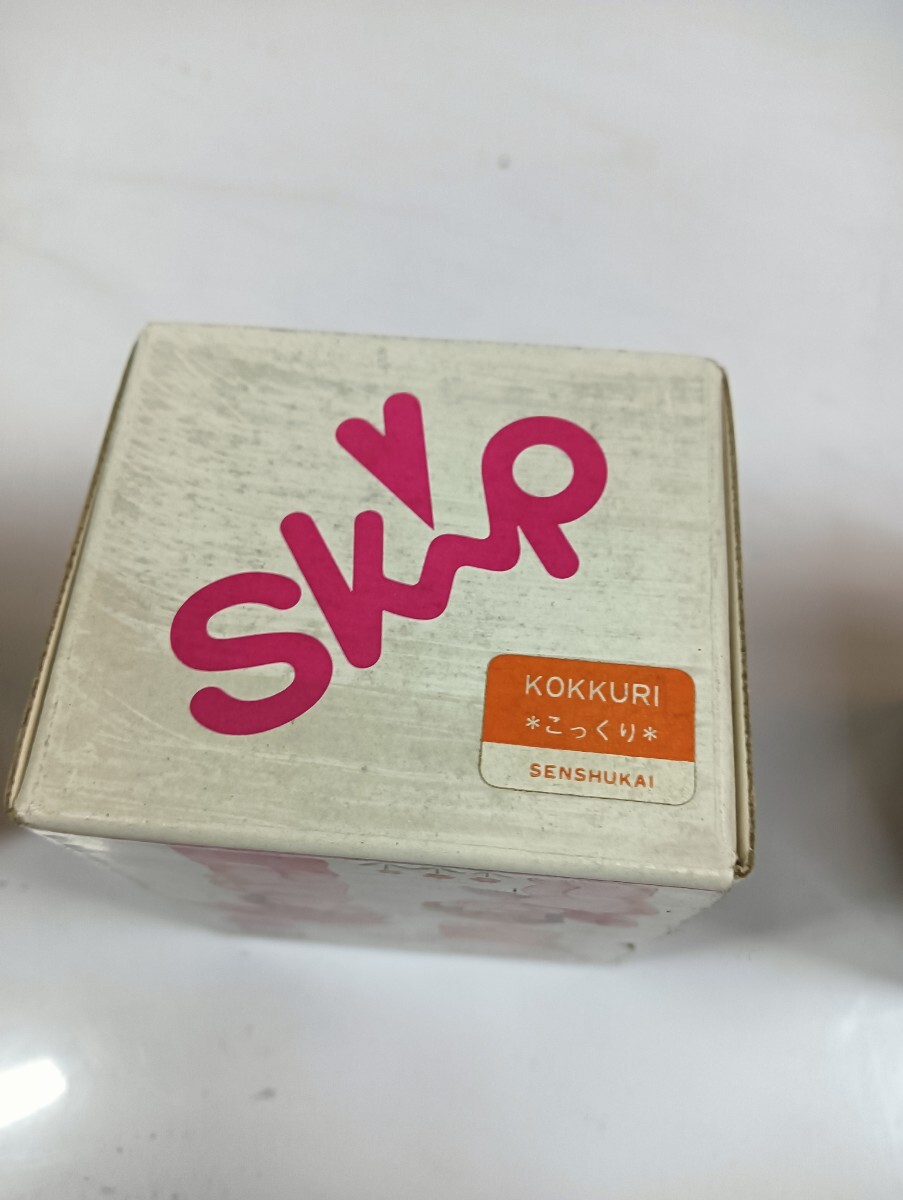 SKiP
KOKKURI
*こっくり*
SENSHUKAI